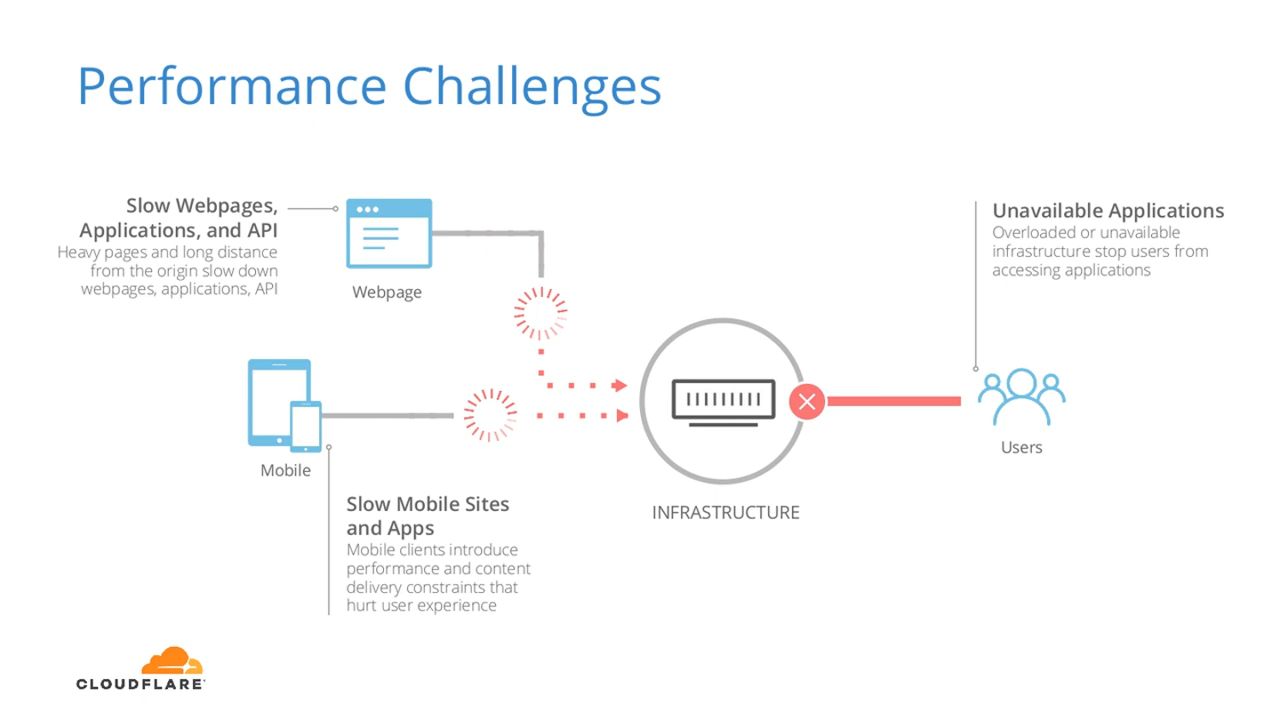 Performance Challenges
Slow Webpages,
Applications, and API
Heavy pages and long distance
from the origin slow down
webpages, applications, API
Webpage
Unavailable Applications
Overloaded or unavailable
infrastructure stop users from
accessing applications
Mobile
Users
Slow Mobile Sites
and Apps
Mobile clients introduce
performance and content
delivery constraints that
hurt user experience
INFRASTRUCTURE
CLOUDFLARE